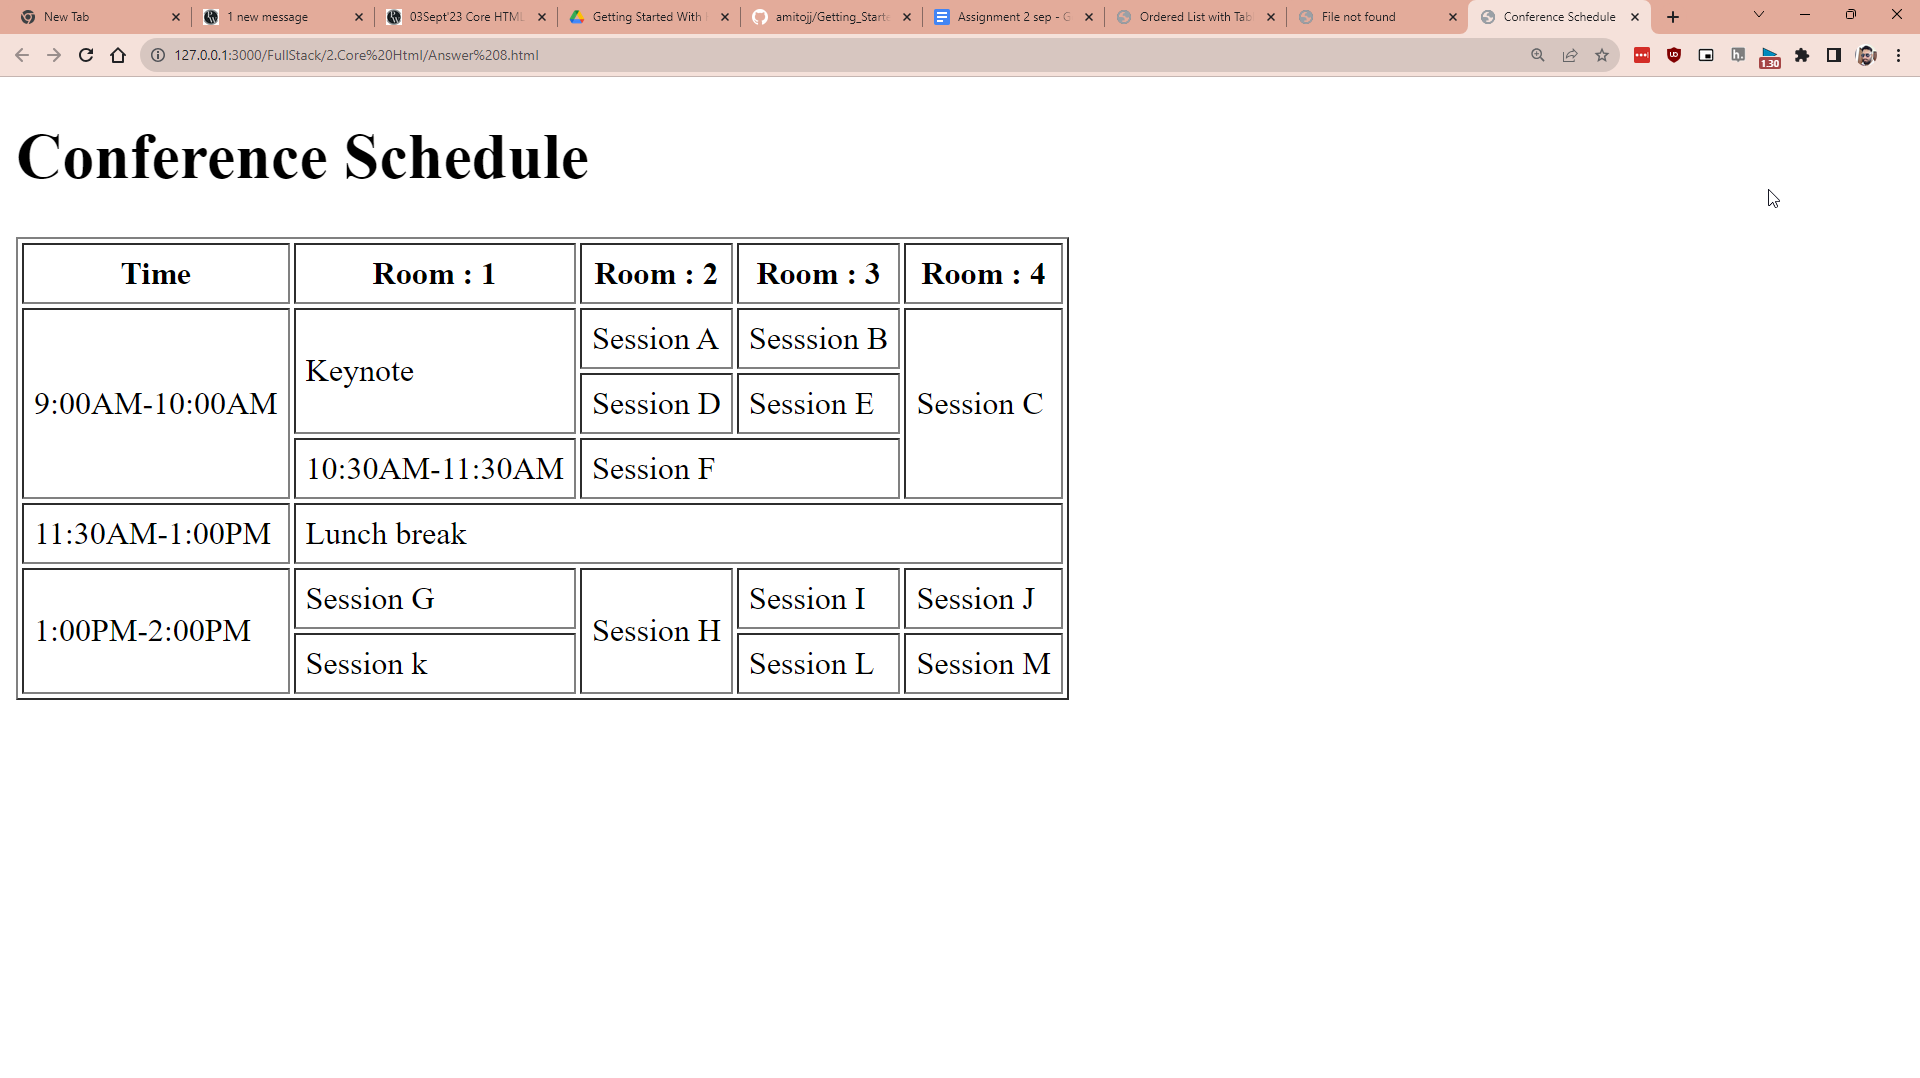 New Tab
1 new message
03Sept'23 Core HTML
Getting Started With
amitojj/Getting_Starte
Assignment 2 sep - G
Ordered List with Tab
File not found
Conference Schedule
127.0.0.1:3000/FullStack/2.Core%20Html/Answer%208.html
1.30
Conference Schedule
Time Room : 1 Room : 2 Room : 3 Room : 4
9:00AM-10:00AM Keynote Session A Sesssion B Session C
Session D Session E
10:30AM-11:30AM Session F
11:30AM-1:00PM Lunch break
1:00PM-2:00PM Session G Session H Session I Session J
Session k Session L Session M